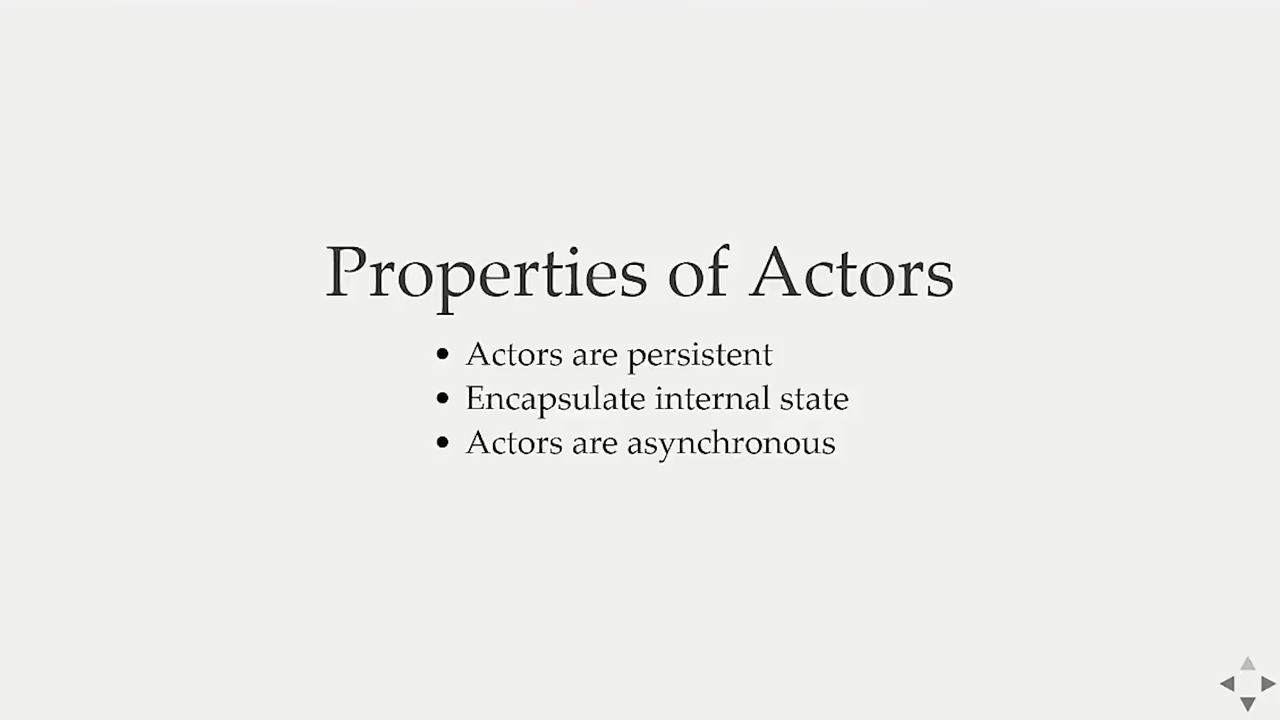 Properties of Actors
• Actors are persistent
• Encapsulate internal state
• Actors are asynchronous